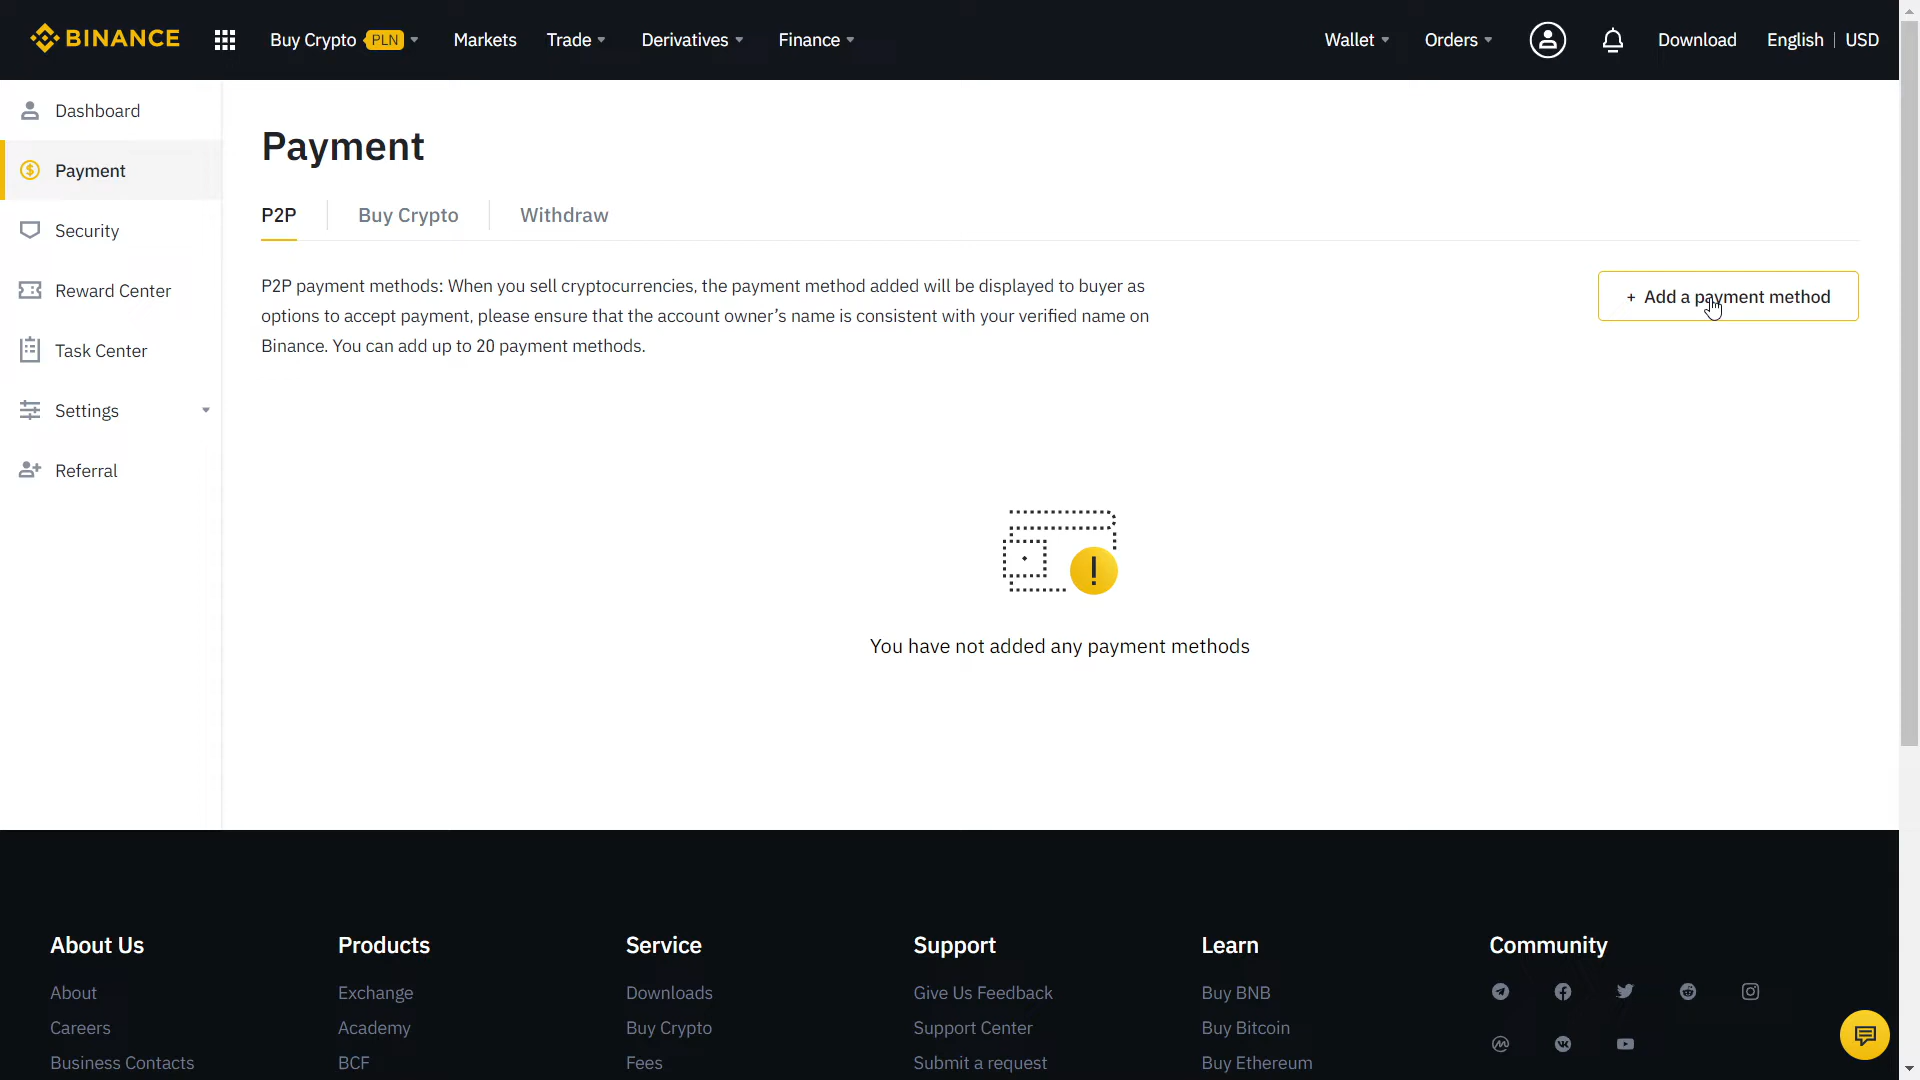 BINANCE
Buy Crypto PLN
Markets
Trade
Derivatives
Finance
Wallet
Orders
Download
English | USD
Dashboard
Payment
Security
Reward Center
Task Center
Settings
Referral
Payment
P2P
Buy Crypto
Withdraw
P2P payment methods: When you sell cryptocurrencies, the payment method added will be displayed to buyer as
options to accept payment, please ensure that the account owner’s name is consistent with your verified name on
Binance. You can add up to 20 payment methods.
+ Add a payment method
You have not added any payment methods
About Us
About
Careers
Business Contacts
Products
Exchange
Academy
BCF
Service
Downloads
Buy Crypto
Fees
Support
Give Us Feedback
Support Center
Submit a request
Learn
Buy BNB
Buy Bitcoin
Buy Ethereum
Community